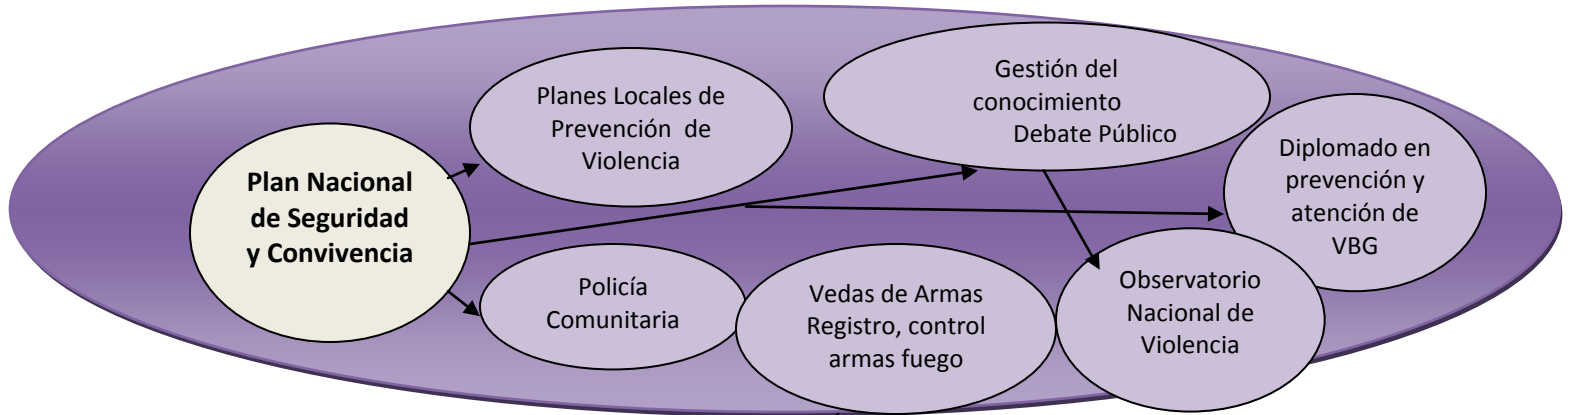 Plan Nacional
de Seguridad
y Convivencia
Planes Locales de
Prevención de
Violencia
Gestión del
conocimiento
Debate Público
Diplomado en
prevención y
atención de
VBG
Policía
Comunitaria
Vedas de Armas
Registro, control
armas fuego
Observatorio
Nacional de
Violencia